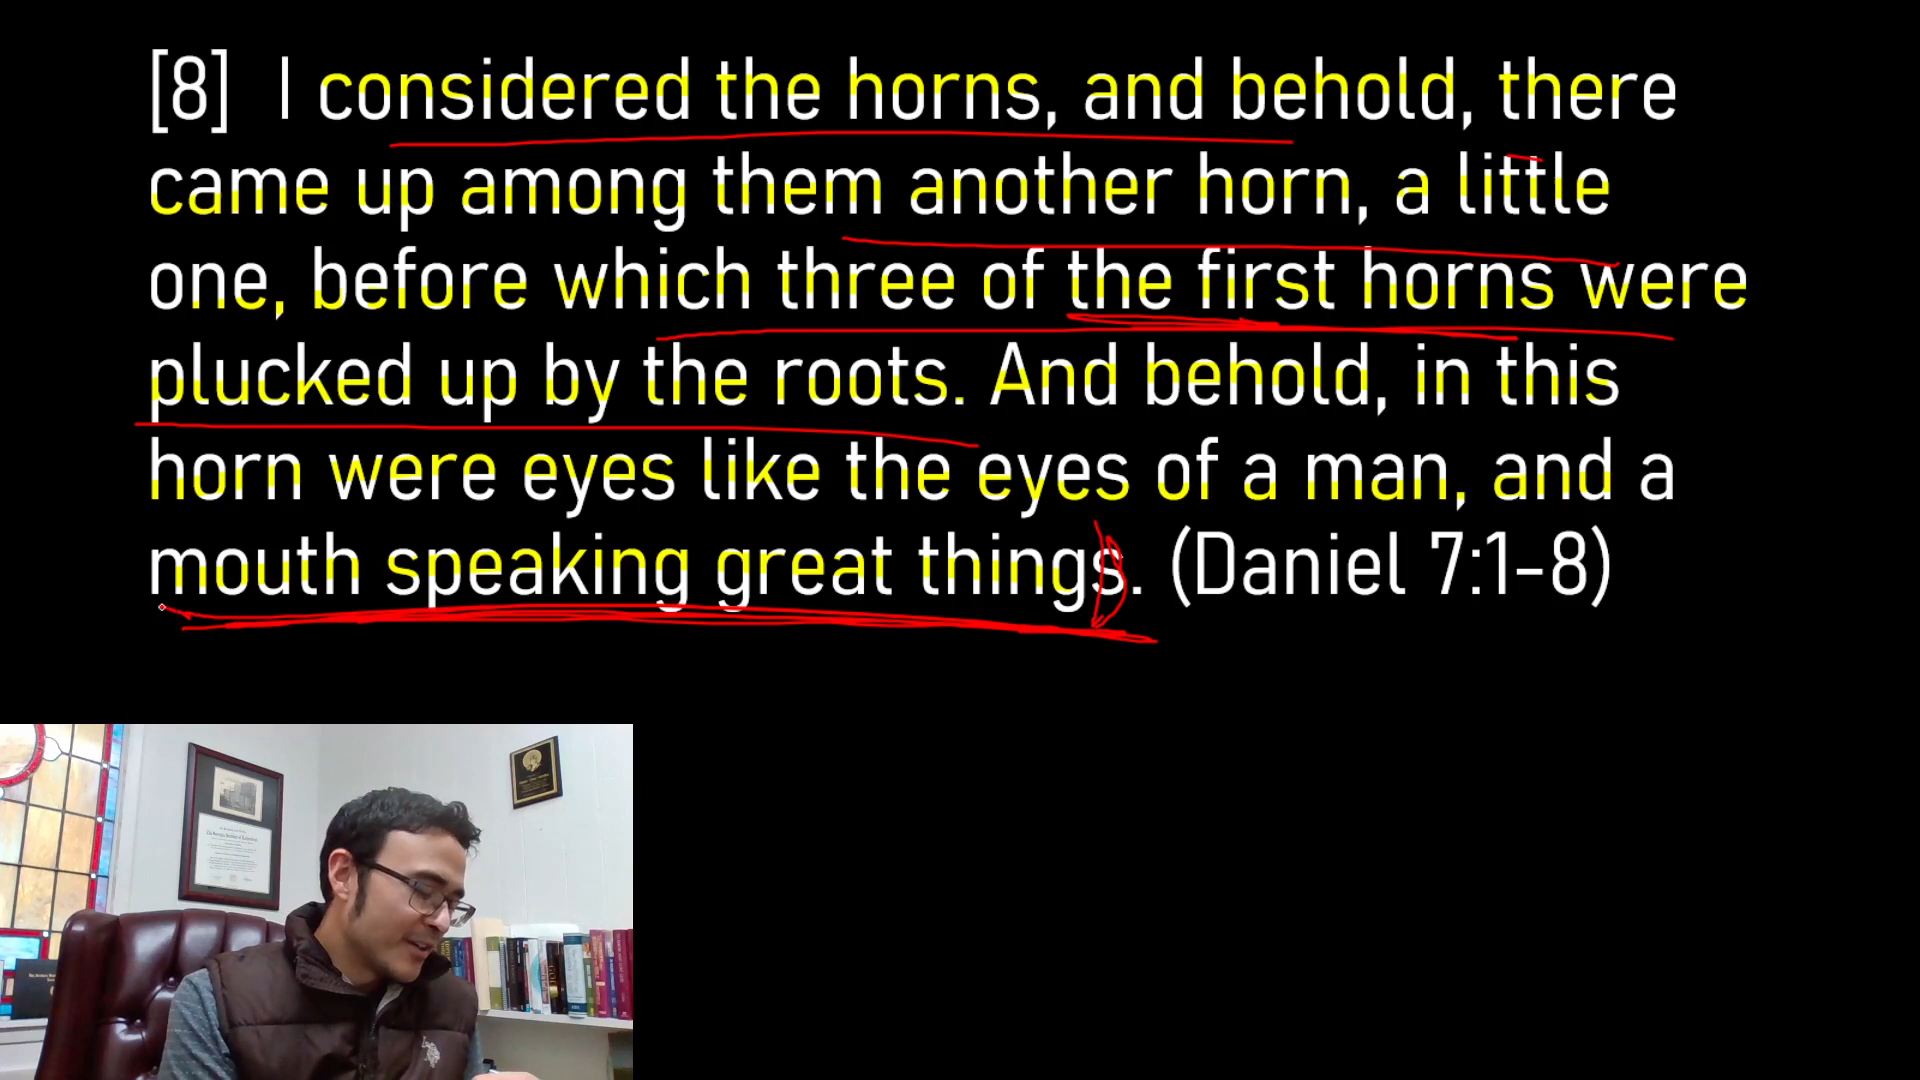 [8] I considered the horns, and behold, there
came up among them another horn, a little
one, before which three of the first horns were
plucked up by the roots. And behold, in this
horn were eyes like the eyes of a man, and a
mouth speaking great things. (Daniel 7:1-8)